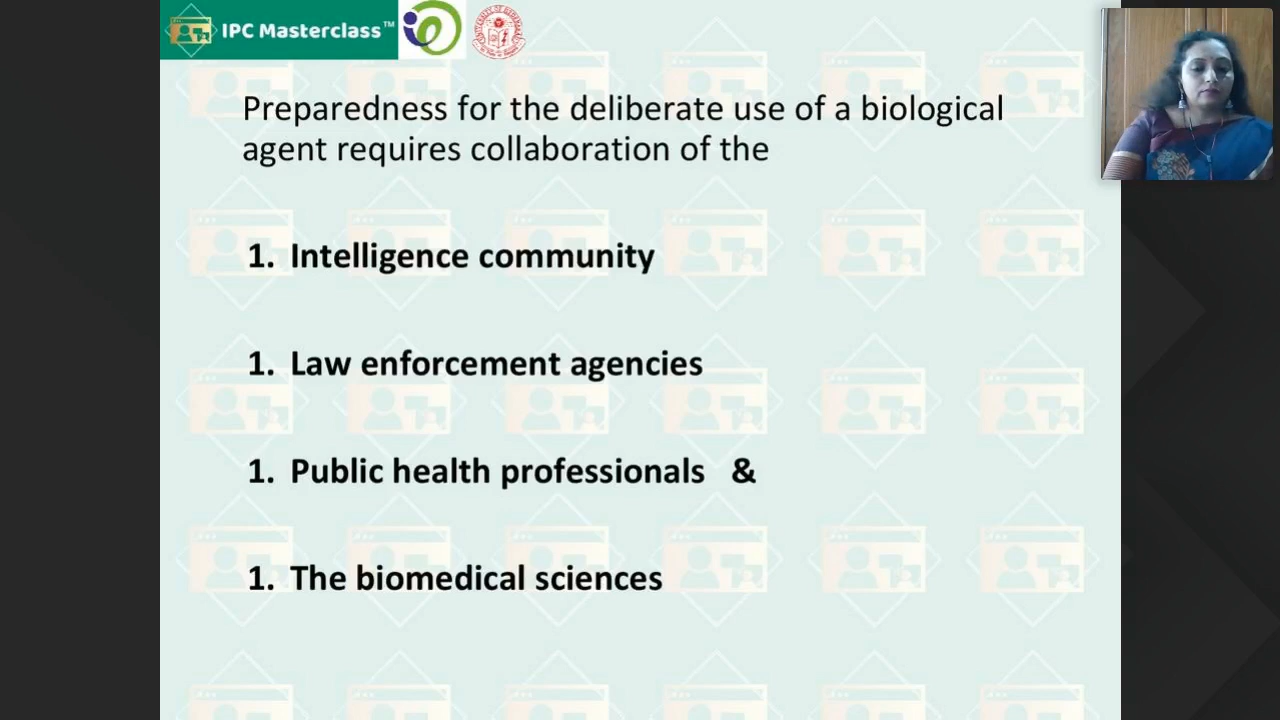 IPC Masterclass™
Preparedness for the deliberate use of a biological
agent requires collaboration of the
1. Intelligence community
1. Law enforcement agencies
1. Public health professionals &
1. The biomedical sciences